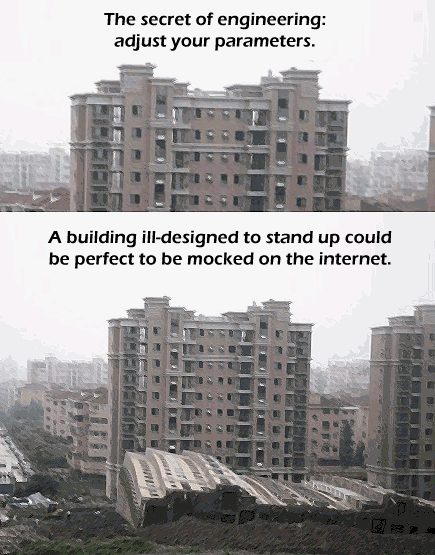 The secret of engineering:
adjust your parameters.
A building ill-designed to stand up could
be perfect to be mocked on the internet.